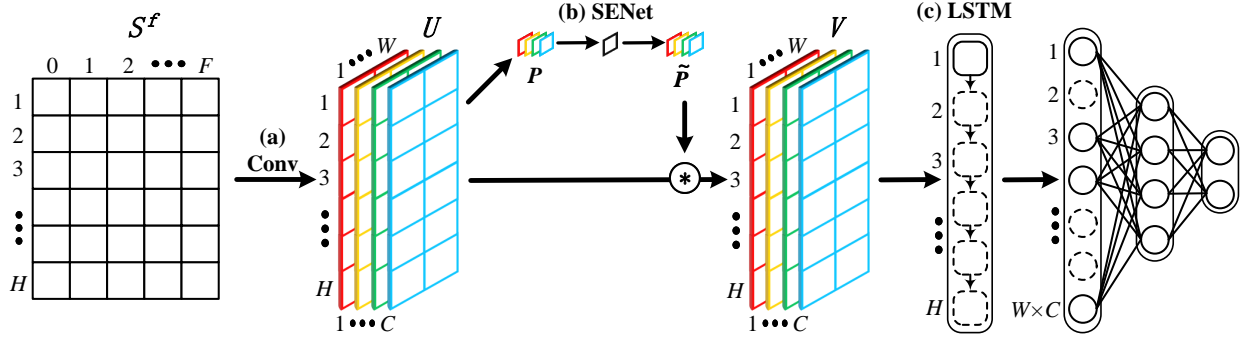 S^f
0 1 2 ••• F
1
2
3
H
(a)
Conv
U
1 ••• W
1
2
3
H
1 •••• C
(b) SENet
P
P̃
*
V
1 ••• W
1
2
3
H
1 •••• C
(c) LSTM
1
2
3
H
1
2
3
W×C